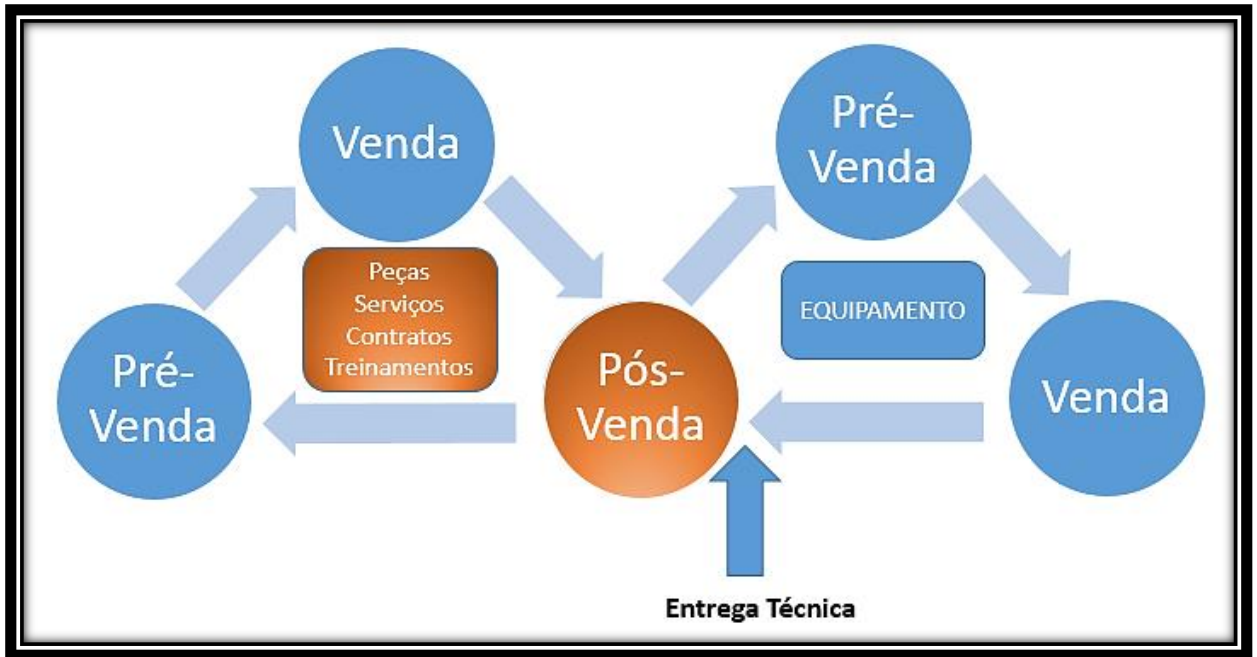 Venda
Pré-
Venda
Peças
Serviços
Contratos
Treinamentos
EQUIPAMENTO
Pré-
Venda
Pós-
Venda
Venda
Entrega Técnica